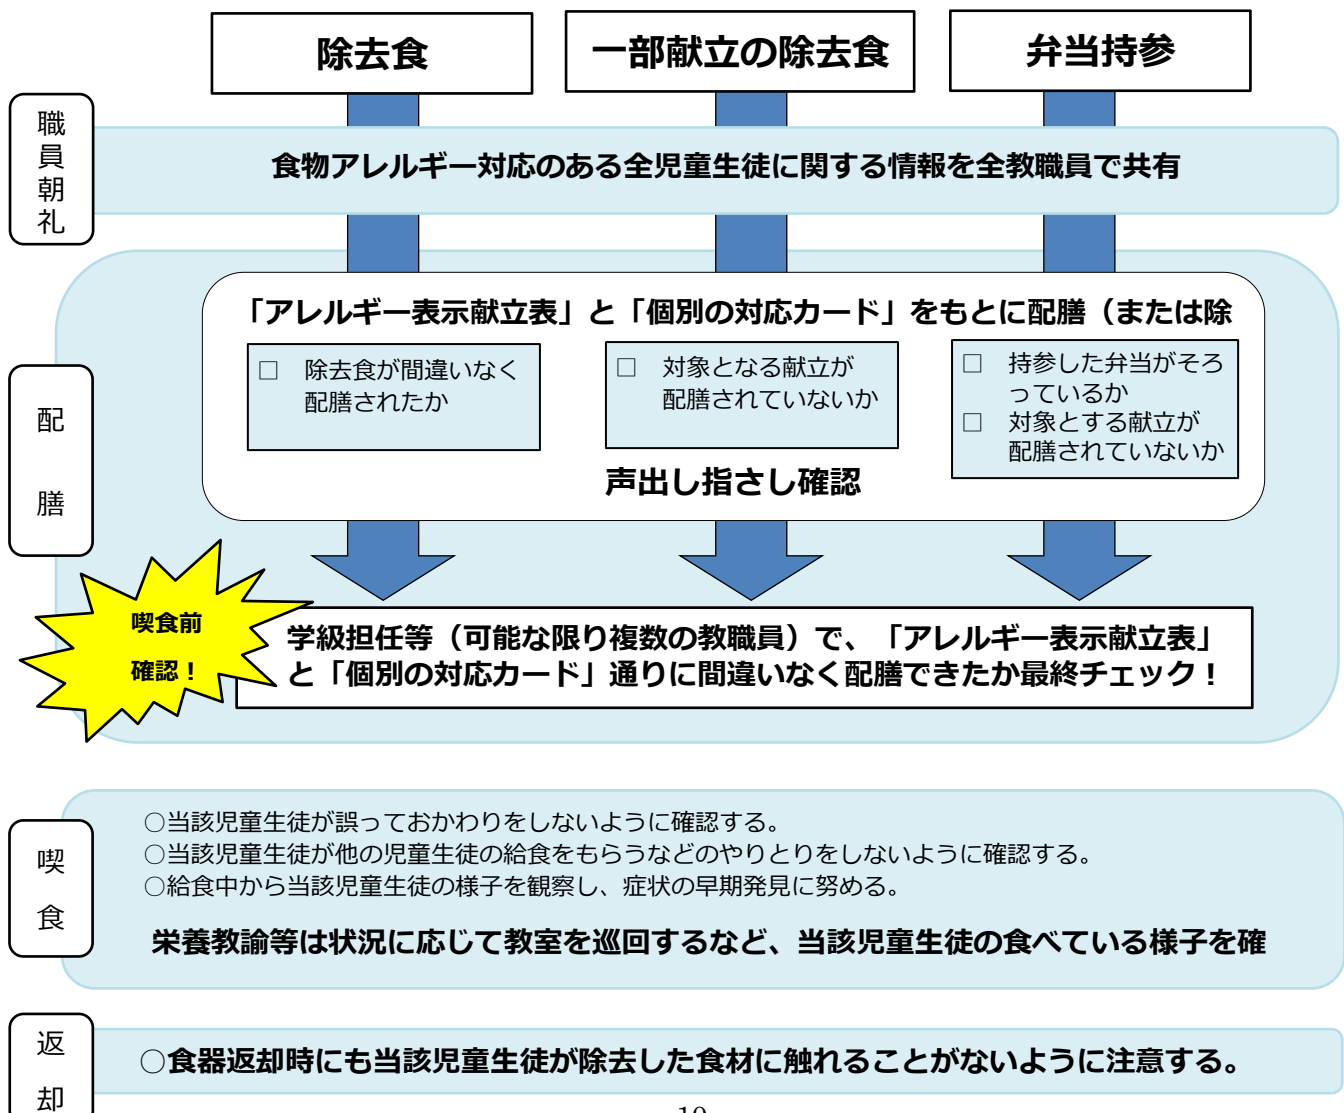 除去食
一部献立の除去食
弁当持参
職員朝礼
食物アレルギー対応のある全児童生徒に関する情報を全教職員で共有
配膳
「アレルギー表示献立表」と「個別の対応カード」をもとに配膳（または除
□ 除去食が間違いなく
配膳されたか
□ 対象となる献立が
配膳されていないか
□ 持参した弁当がそろ
っているか
□ 対象とする献立が
配膳されていないか
声出し指さし確認
喫食前
確認！
学級担任等（可能な限り複数の教職員）で、「アレルギー表示献立表」
と「個別の対応カード」通りに間違いなく配膳できたか最終チェック！
喫食
○当該児童生徒が誤っておかわりをしないように確認する。
○当該児童生徒が他の児童生徒の給食をもらうなどのやりとりをしないように確認する。
○給食中から当該児童生徒の様子を観察し、症状の早期発見に努める。
栄養教諭等は状況に応じて教室を巡回するなど、当該児童生徒の食べている様子を確
返却
○食器返却時にも当該児童生徒が除去した食材に触れることがないように注意する。